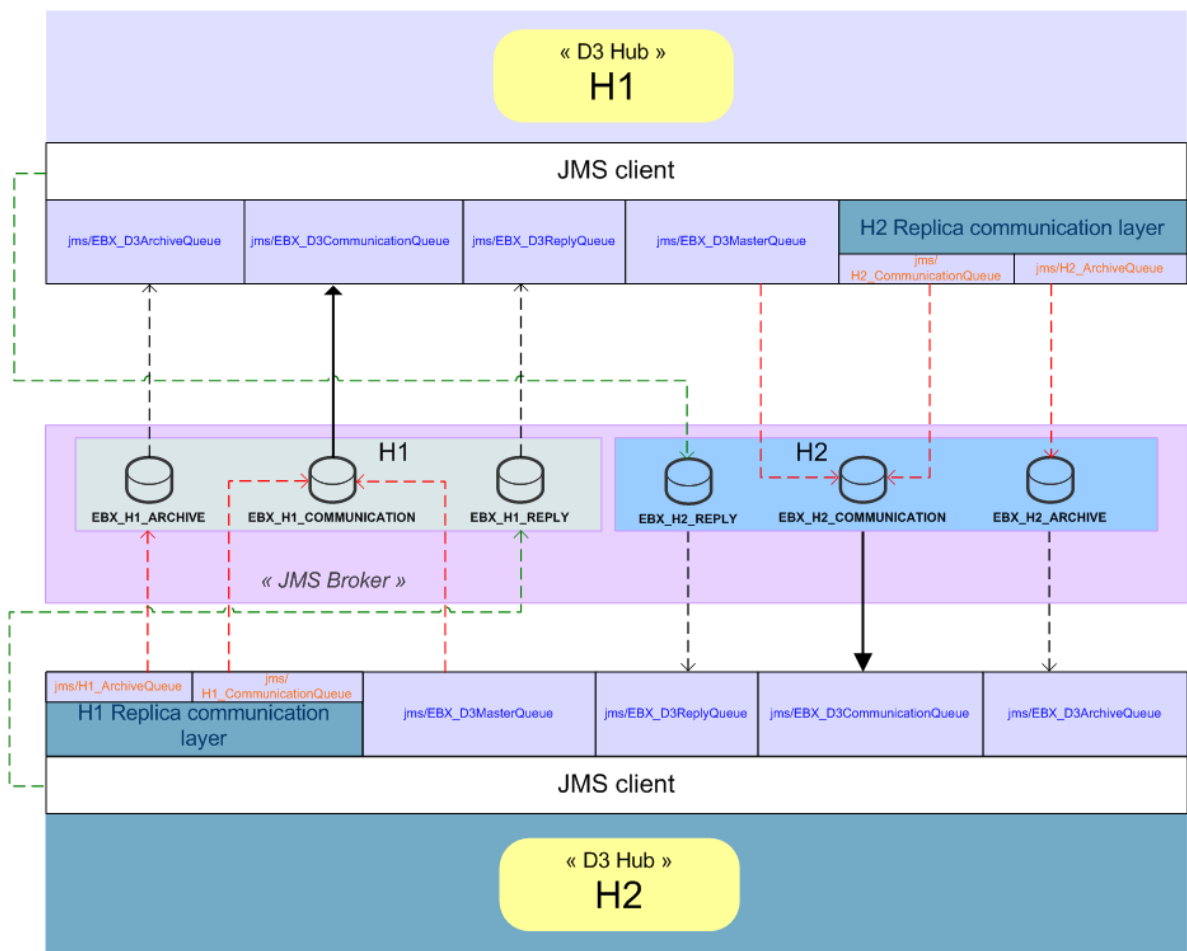 « D3 Hub »
H1
JMS client
jms/EBX_D3ArchiveQueue
jms/EBX_D3CommunicationQueue
jms/EBX_D3ReplyQueue
jms/EBX_D3MasterQueue
H2 Replica communication layer
jms/
H2_CommunicationQueue
jms/H2_ArchiveQueue
H1
EBX_H1_ARCHIVE
EBX_H1_COMMUNICATION
EBX_H1_REPLY
H2
EBX_H2_REPLY
EBX_H2_COMMUNICATION
EBX_H2_ARCHIVE
« JMS Broker »
jms/H1_ArchiveQueue
jms/
H1_CommunicationQueue
H1 Replica communication
layer
jms/EBX_D3MasterQueue
jms/EBX_D3ReplyQueue
jms/EBX_D3CommunicationQueue
jms/EBX_D3ArchiveQueue
JMS client
« D3 Hub »
H2